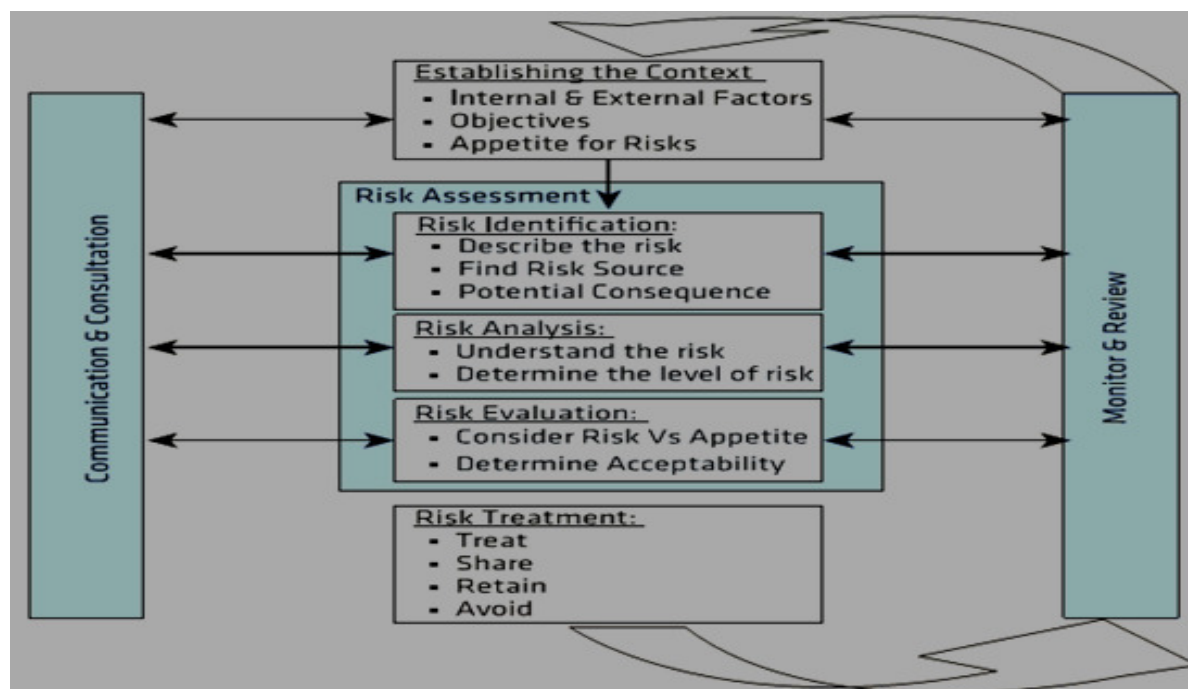 Establishing the Context
▪ Internal & External Factors
▪ Objectives
▪ Appetite for Risks
Risk Assessment
Risk Identification:
▪ Describe the risk
▪ Find Risk Source
▪ Potential Consequence
Risk Analysis:
▪ Understand the risk
▪ Determine the level of risk
Risk Evaluation:
▪ Consider Risk Vs Appetite
▪ Determine Acceptability
Risk Treatment:
▪ Treat
▪ Share
▪ Retain
▪ Avoid
Communication & Consultation
Monitor & Review